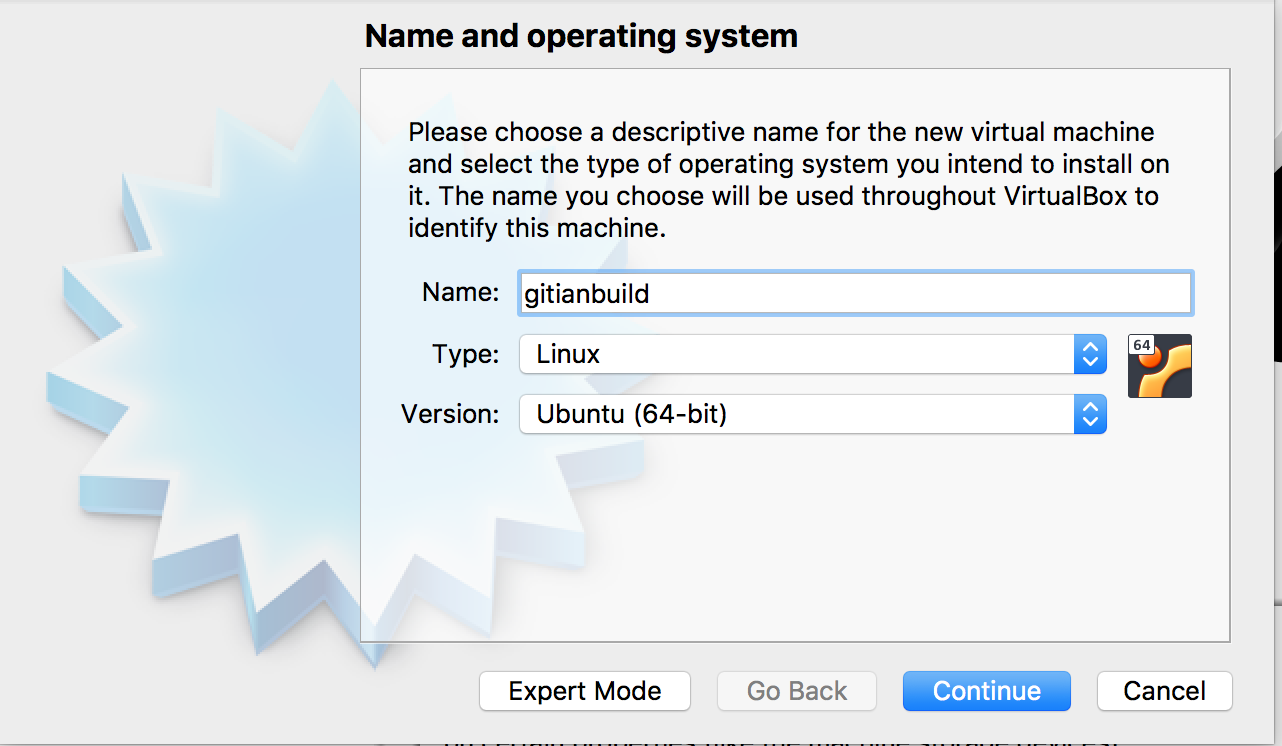 Name and operating system
Please choose a descriptive name for the new virtual machine
and select the type of operating system you intend to install on
it. The name you choose will be used throughout VirtualBox to
identify this machine.
Name: gitianbuild
Type: Linux
64
Version: Ubuntu (64-bit)
Expert Mode Go Back Continue Cancel